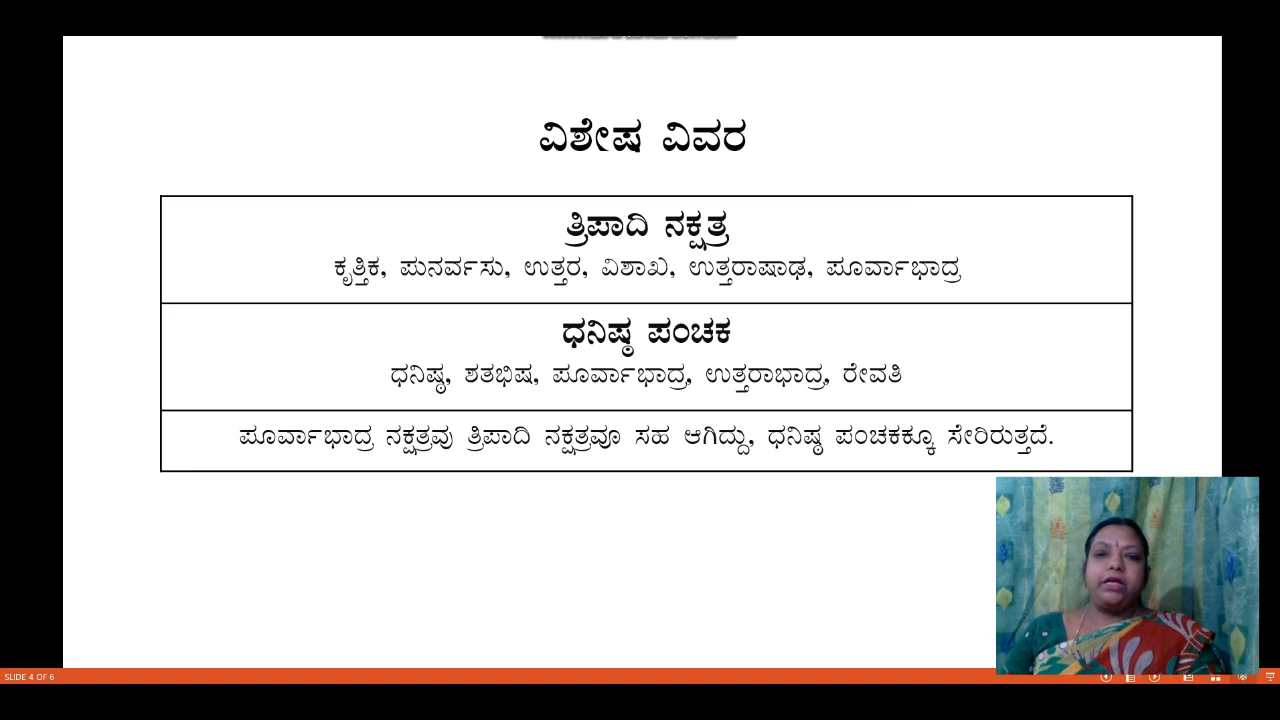 ವಿಶೇಷ ವಿವರ
ತ್ರಿಪಾದಿ ನಕ್ಷತ್ರ
ಕೃತ್ತಿಕ, ಪುನರ್ವಸು, ಉತ್ತರ, ವಿಶಾಖ, ಉತ್ತರಾಷಾಢ, ಪೂರ್ವಾಭಾದ್ರ
ಧನಿಷ್ಠ ಪಂಚಕ
ಧನಿಷ್ಠ, ಶತಭಿಷ, ಪೂರ್ವಾಭಾದ್ರ, ಉತ್ತರಾಭಾದ್ರ, ರೇವತಿ
ಪೂರ್ವಾಭಾದ್ರ ನಕ್ಷತ್ರವು ತ್ರಿಪಾದಿ ನಕ್ಷತ್ರವೂ ಸಹ ಆಗಿದ್ದು, ಧನಿಷ್ಠ ಪಂಚಕಕ್ಕೂ ಸೇರಿರುತ್ತದೆ.
SLIDE 4 OF 6